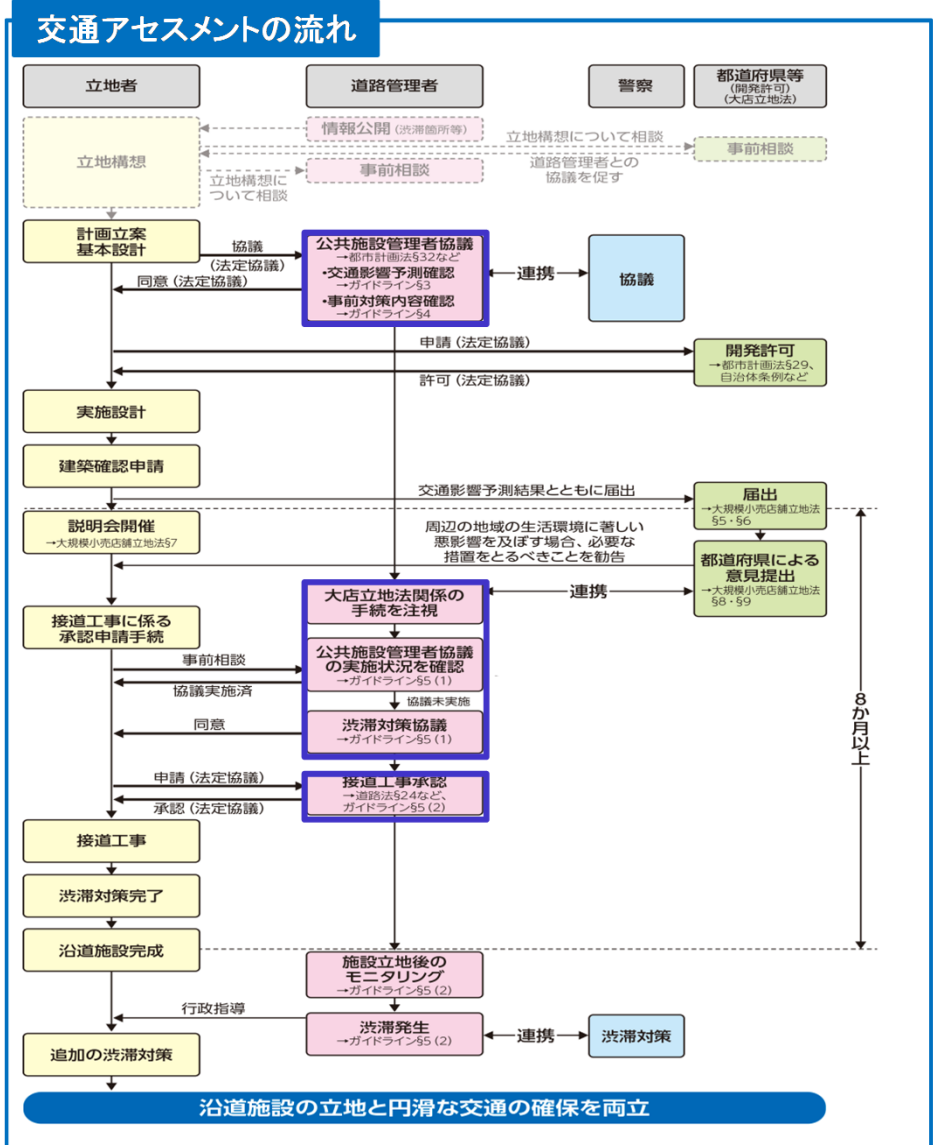 交通アセスメントの流れ
立地者
道路管理者
警察
都道府県等
(開発許可)
(大店立地法)
立地構想
情報公開(渋滞箇所等)
立地構想について相談
事前相談
道路管理者との
協議を促す
事前相談
立地構想に
ついて相談
計画立案
基本設計
協議
(法定協議)
同意(法定協議)
公共施設管理者協議
→都市計画法§32など
・交通影響予測確認
→ガイドライン§3
・事前対策内容確認
→ガイドライン§4
連携
協議
申請(法定協議)
開発許可
→都市計画法§29、
自治体条例など
許可(法定協議)
実施設計
建築確認申請
交通影響予測結果とともに届出
届出
→大規模小売店舗立地法
§5・§6
説明会開催
→大規模小売店舗立地法§7
周辺の地域の生活環境に著しい
悪影響を及ぼす場合、必要な
措置をとるべきことを勧告
都道府県による
意見提出
→大規模小売店舗立地法
§8・§9
大店立地法関係の
手続を注視
連携
接道工事に係る
承認申請手続
事前相談
協議実施済
公共施設管理者協議
の実施状況を確認
→ガイドライン§5(1)
協議未実施
同意
渋滞対策協議
→ガイドライン§5(1)
8か月以上
申請(法定協議)
承認(法定協議)
接道工事承認
→道路法§24など、
ガイドライン§5(2)
接道工事
渋滞対策完了
沿道施設完成
施設立地後の
モニタリング
→ガイドライン§5(2)
行政指導
渋滞発生
→ガイドライン§5(2)
連携
渋滞対策
追加の渋滞対策
沿道施設の立地と円滑な交通の確保を両立